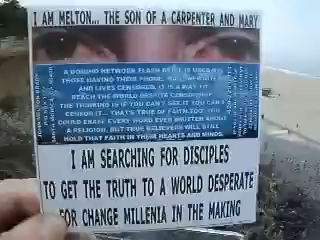 I AM MELTON... THE SON OF A CARPENTER AND MARY
A DOMINO NETWORK FLASH
THOSE HAVING THEIR PHONE, MAIL, WEBSITES
AND LIVES CENSORED. IT IS A WAY TO
REACH THE WORLD DESPITE CENSORSHIP
THE THINKING IS IF YOU CAN'T SEE IT YOU CAN'T
CENSOR IT... THAT'S TRUE OF FAITH TOO. YOU
COULD ERASE EVERY WORD EVER WRITTEN ABOUT
A RELIGION, BUT TRUE BELIEVERS WILL STILL
HOLD THAT FAITH IN THEIR HEARTS AND MINDS
I AM SEARCHING FOR DISCIPLES
TO GET THE TRUTH TO A WORLD DESPERATE
FOR CHANGE MILLENIA IN THE MAKING